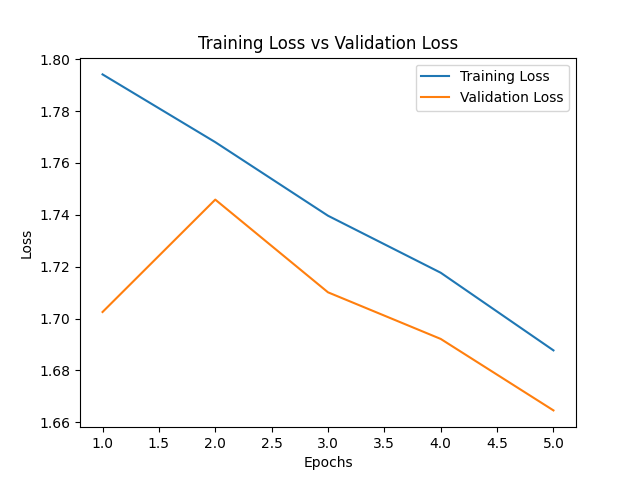 Training Loss vs Validation Loss
Training Loss
Validation Loss
Loss
1.80
1.78
1.76
1.74
1.72
1.70
1.68
1.66
1.0 1.5 2.0 2.5 3.0 3.5 4.0 4.5 5.0
Epochs